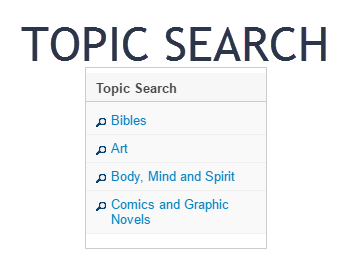 TOPIC SEARCH
Topic Search
Bibles
Art
Body, Mind and Spirit
Comics and Graphic
Novels